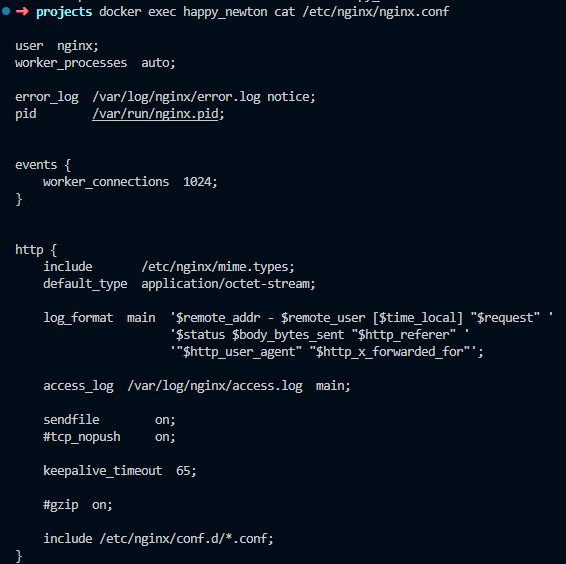 ➜ projects docker exec happy_newton cat /etc/nginx/nginx.conf
user  nginx;
worker_processes  auto;
error_log  /var/log/nginx/error.log notice;
pid        /var/run/nginx.pid;
events {
    worker_connections  1024;
}
http {
    include       /etc/nginx/mime.types;
    default_type  application/octet-stream;
    log_format  main  '$remote_addr - $remote_user [$time_local] "$request" '
                      '$status $body_bytes_sent "$http_referer" '
                      '"$http_user_agent" "$http_x_forwarded_for"';
    access_log  /var/log/nginx/access.log  main;
    sendfile        on;
    #tcp_nopush     on;
    keepalive_timeout  65;
    #gzip  on;
    include /etc/nginx/conf.d/*.conf;
}